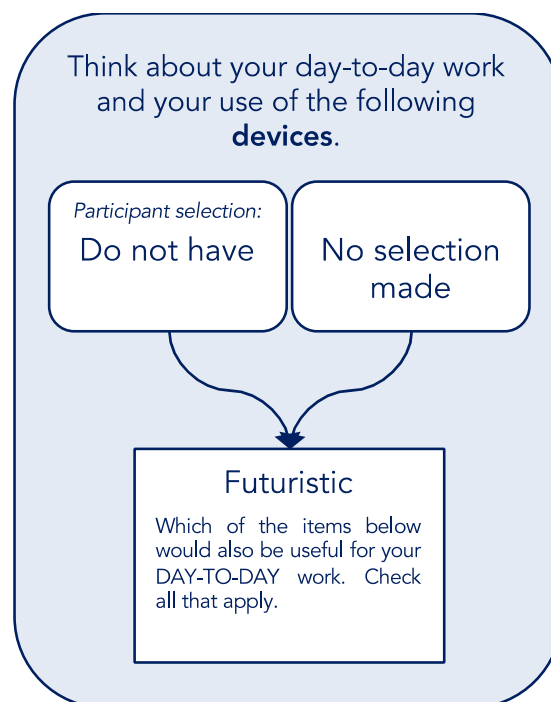 Think about your day-to-day work
and your use of the following
devices.
Participant selection:
Do not have
No selection
made
Futuristic
Which of the items below
would also be useful for your
DAY-TO-DAY work. Check
all that apply.